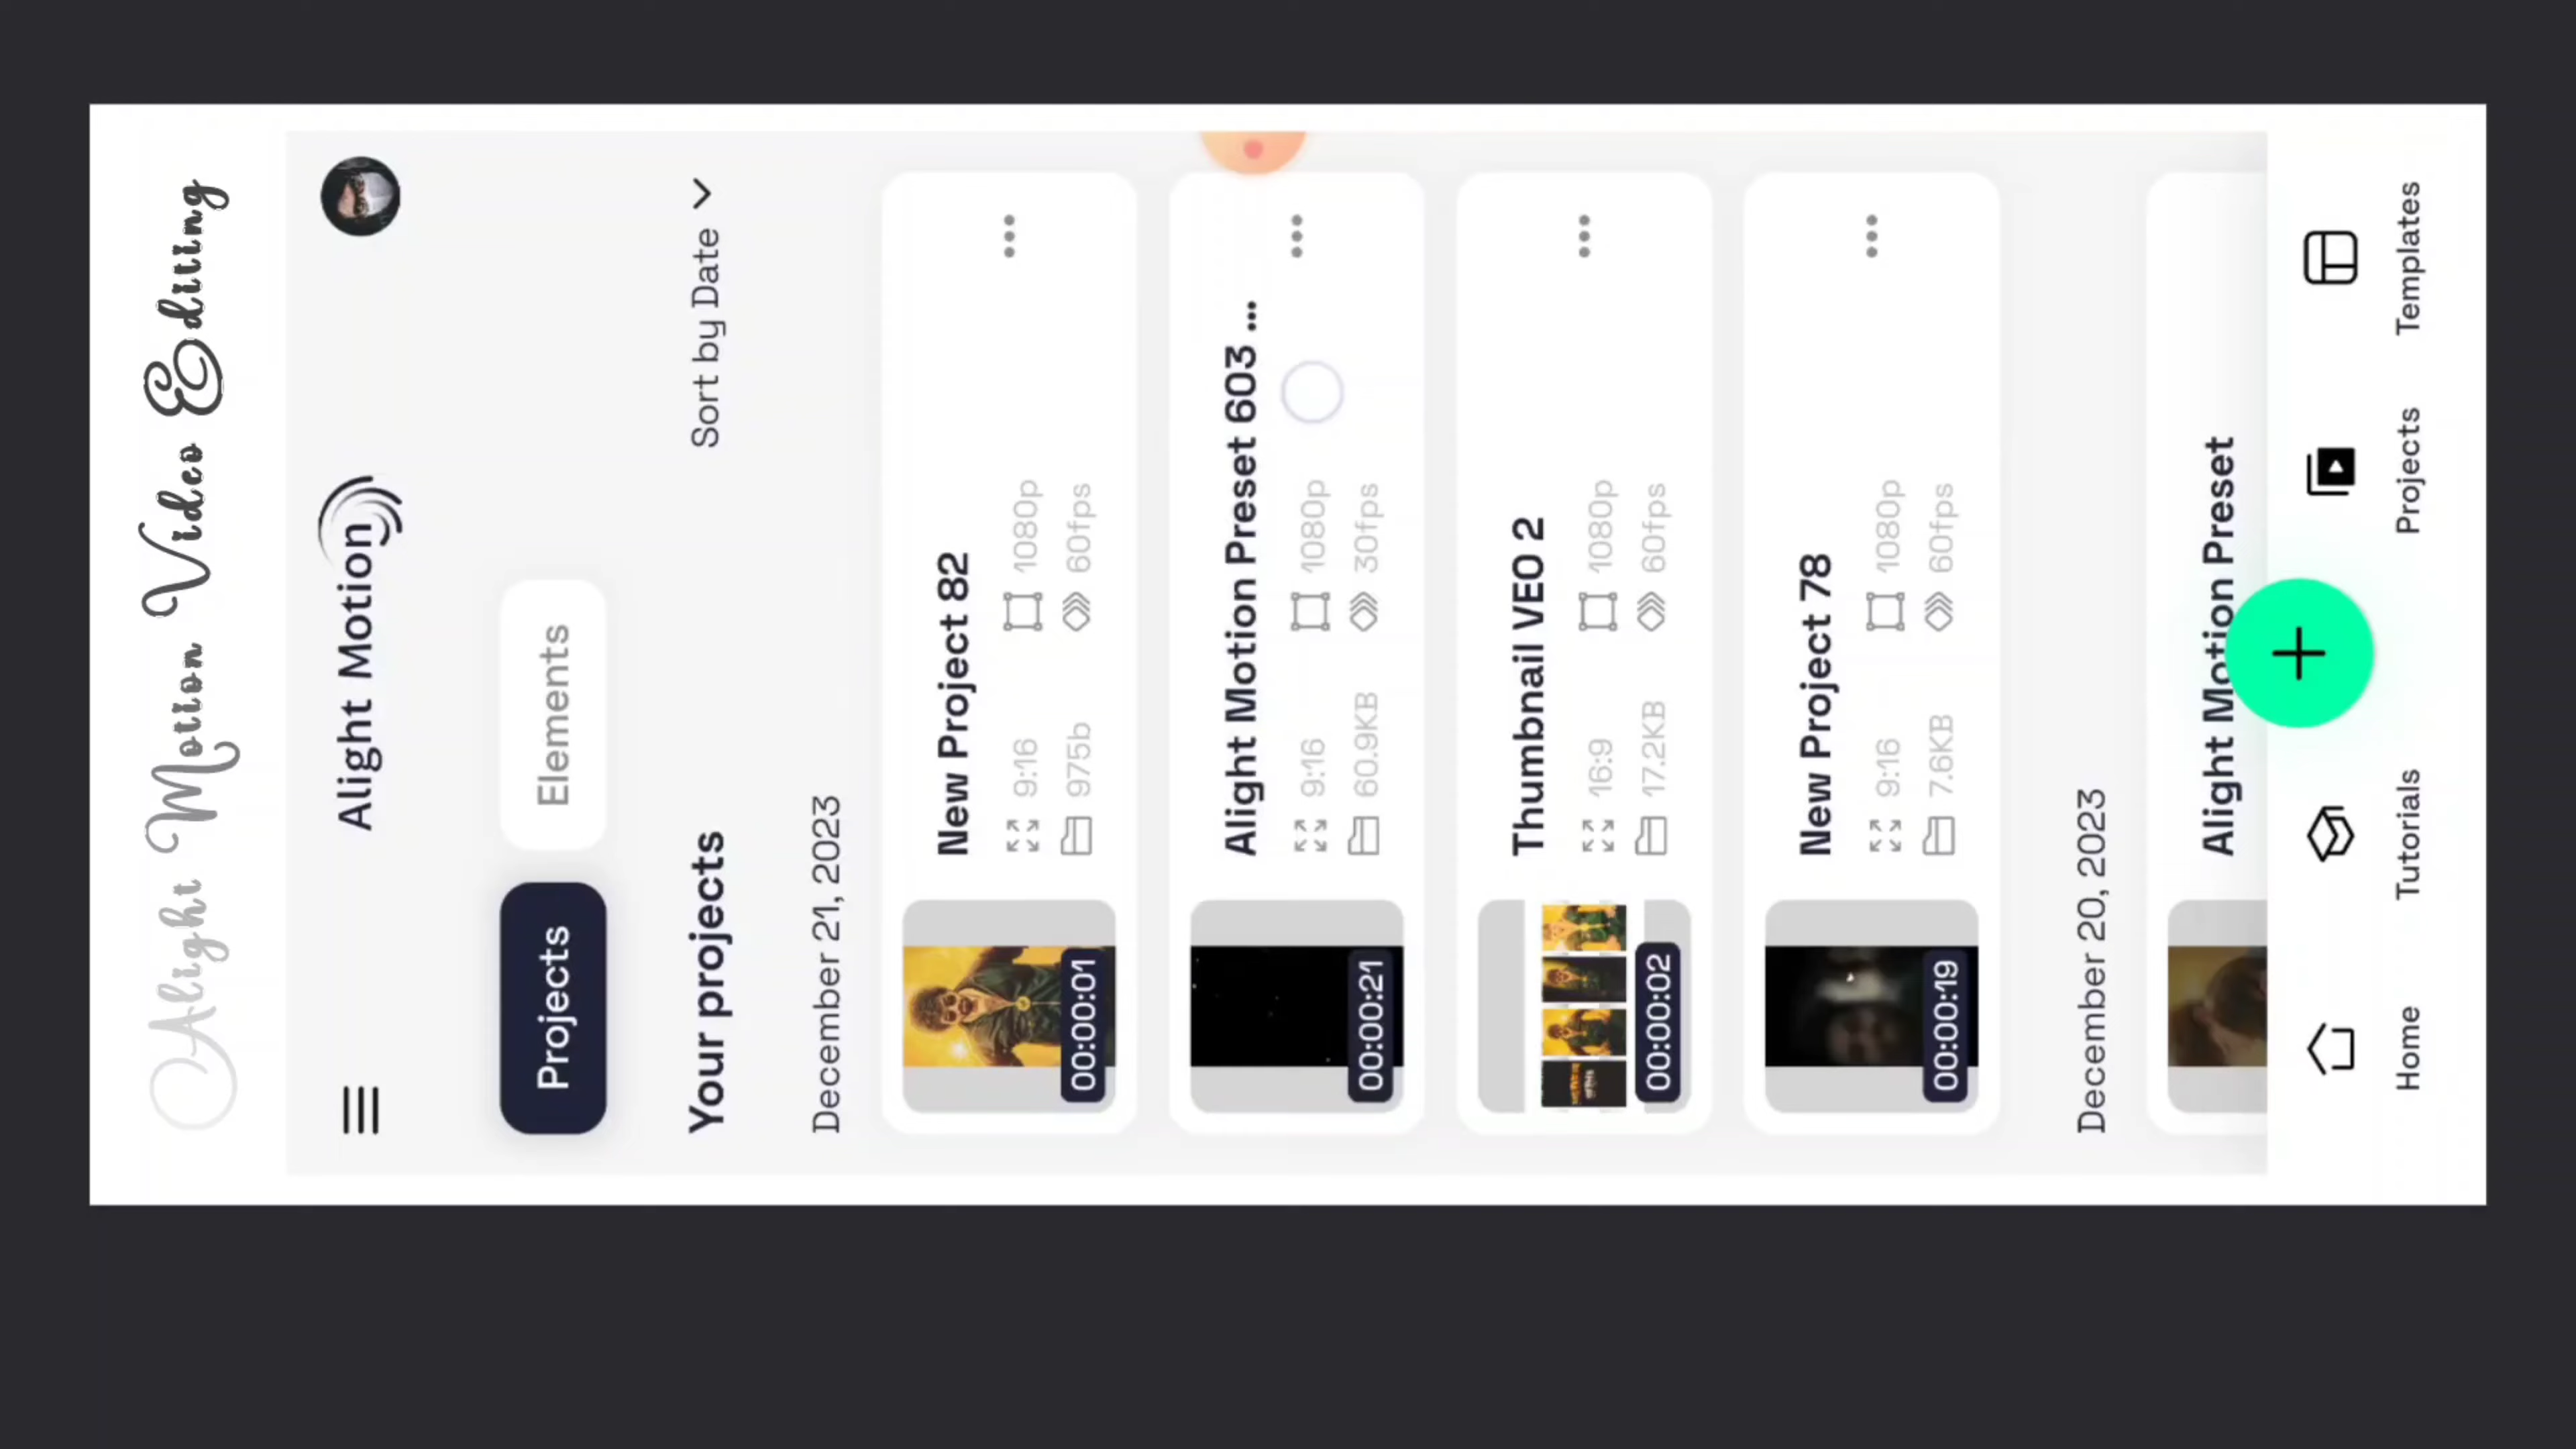 Alight Motion Video Editing
Alight Motion
Projects
Elements
Your projects
Sort by Date
December 21, 2023
New Project 82
9:16
1080p
975b
60fps
00:00:01
Alight Motion Preset 603 ...
9:16
1080p
60.9KB
30fps
00:00:21
Thumbnail VEO 2
16:9
1080p
17.2KB
60fps
00:00:02
New Project 78
9:16
1080p
7.6KB
60fps
00:00:19
December 20, 2023
Alight Motion Preset
Home
Tutorials
Projects
Templates